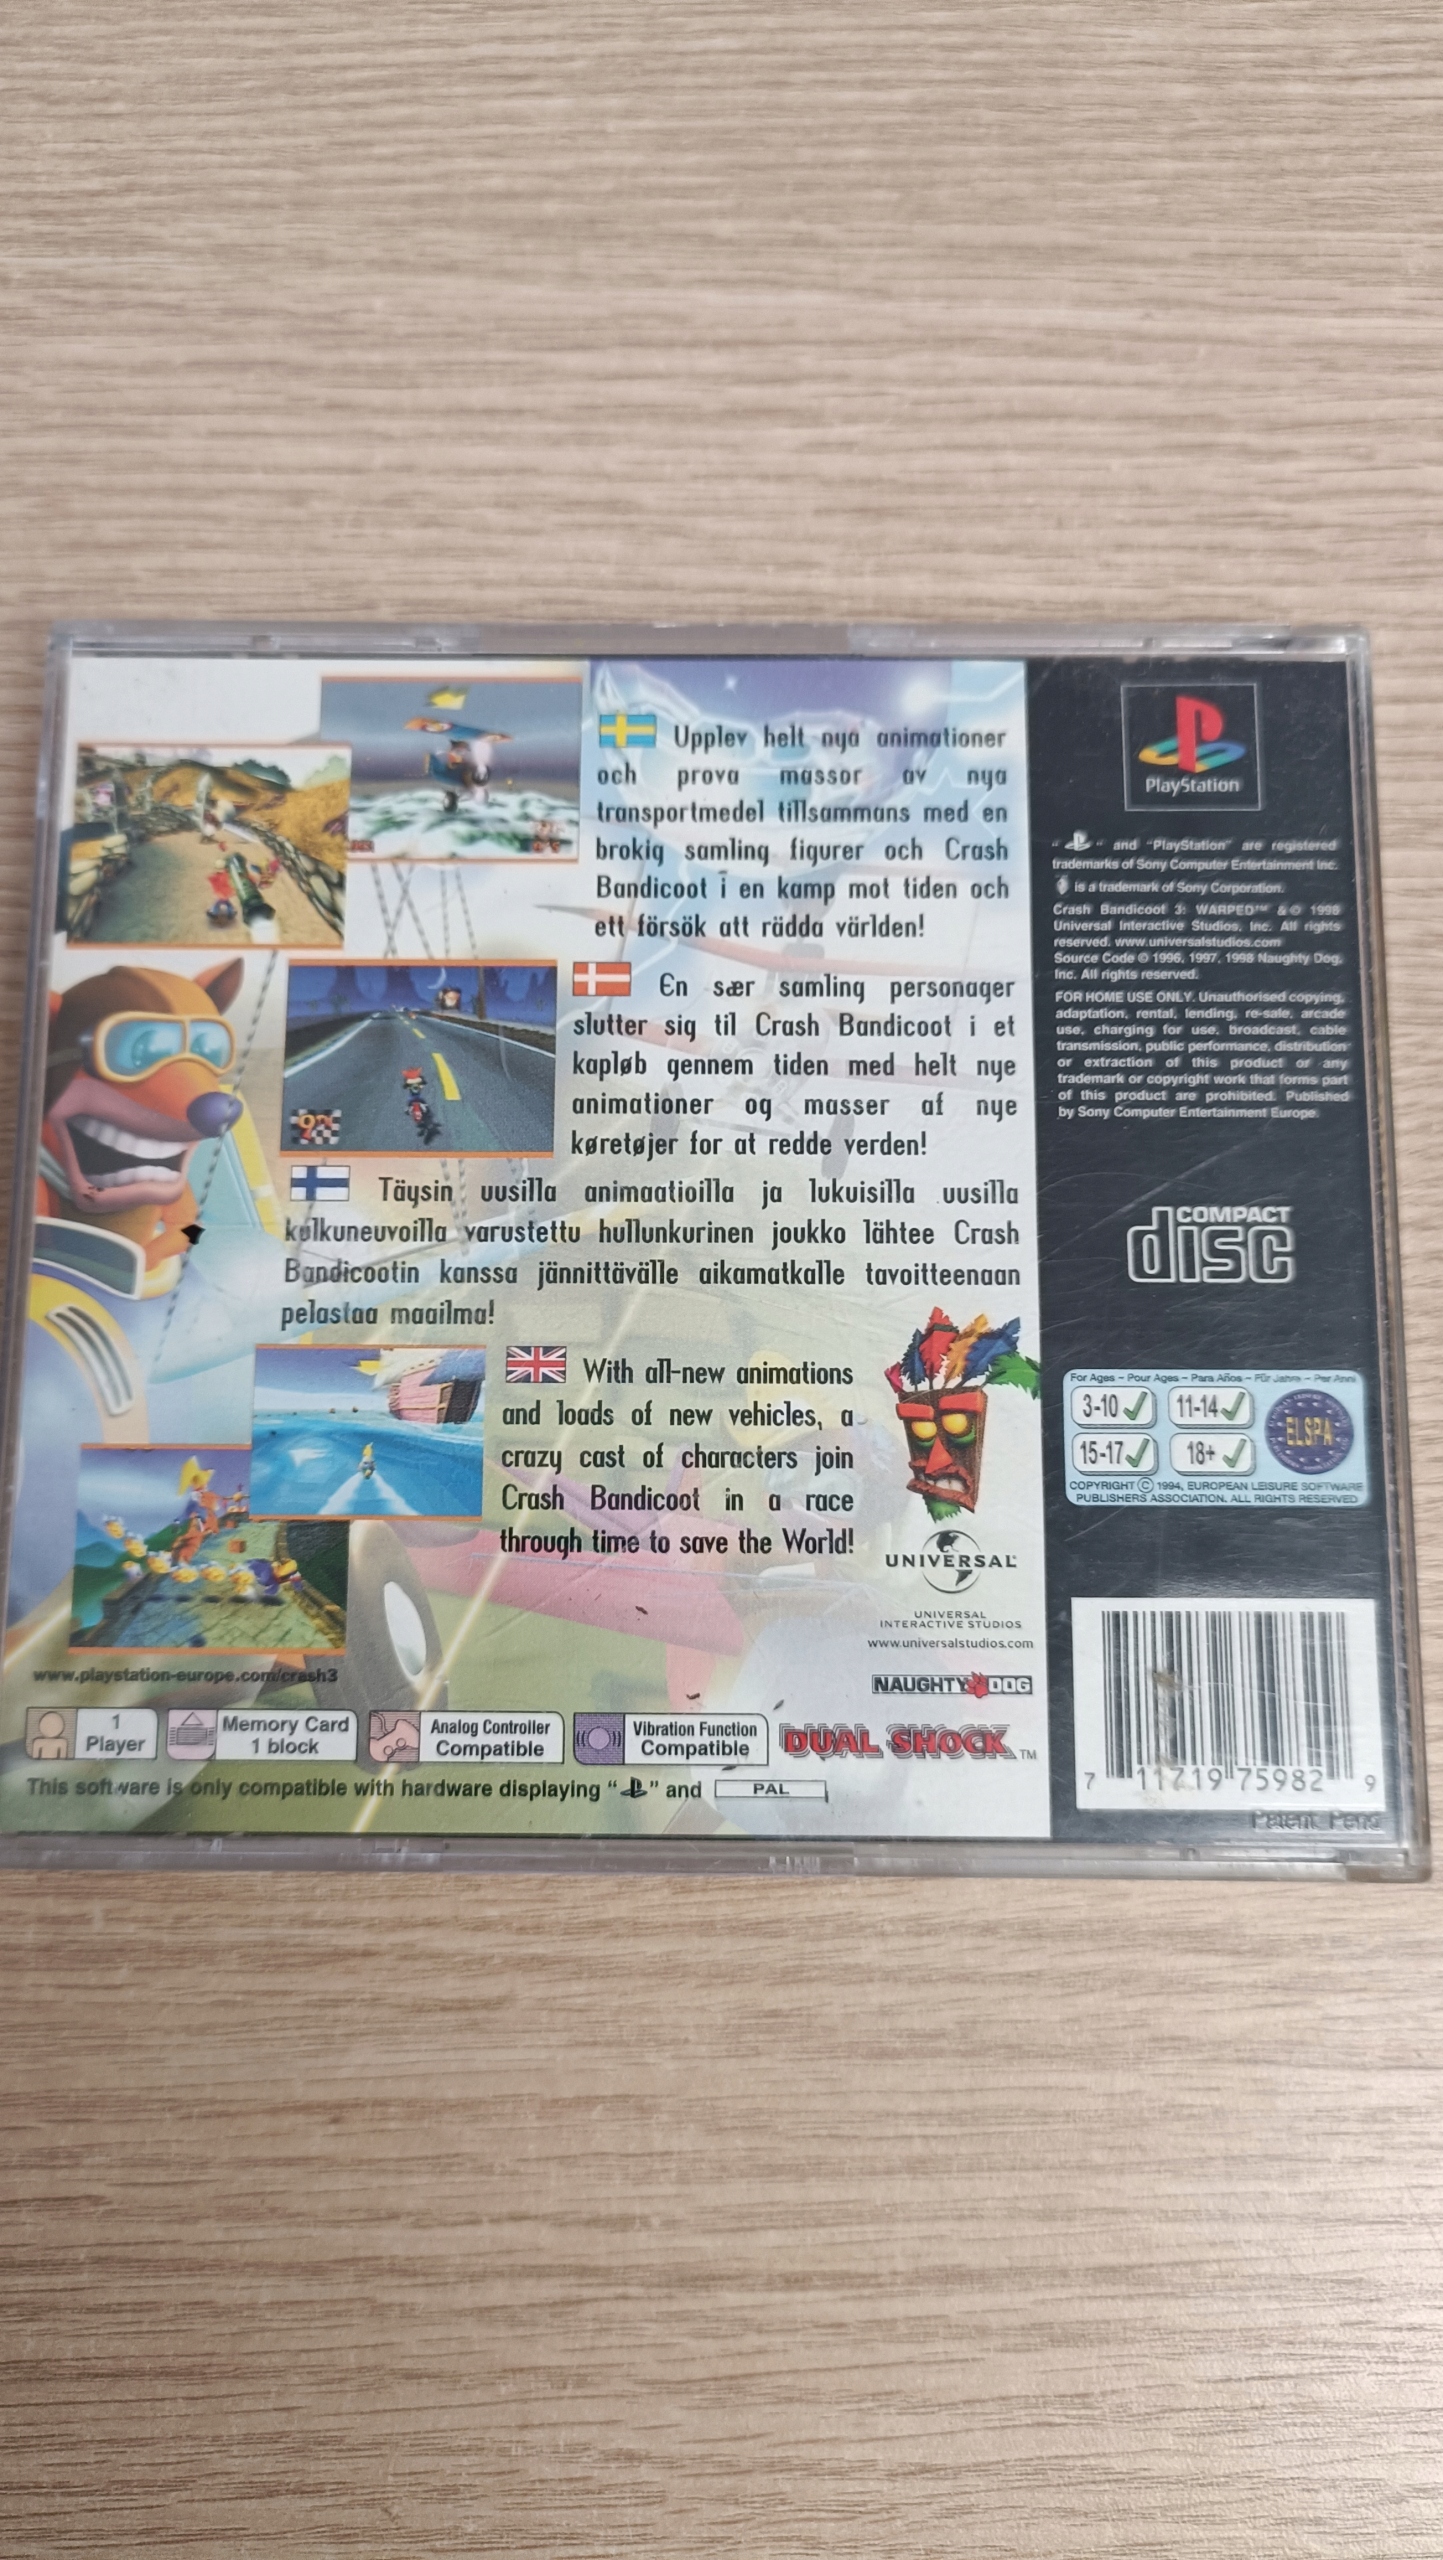 Upplev helt nya animationer
och prova massor av nya
transportmedel tillsammans med en
brokig samling figurer och Crash
Bandicoot i en kamp mot tiden och
ett försök att rädda världen!
En sær samling personager
slutter sig til Crash Bandicoot i et
kapløb gennem tiden med helt nye
animationer og masser af nye
køretøjer for at redde verden!
Täysin uusilla animaatioilla ja lukuisilla uusilla
kulkuneuvoilla varustettu hullunkurinen joukko lähtee Crash
Bandicootin kanssa jännittävälle aikamatkalle tavoitteenaan
pelastaa maailma!
With all-new animations
and loads of new vehicles, a
crazy cast of characters join
Crash Bandicoot in a race
through time to save the World!
UNIVERSAL
UNIVERSAL
INTERACTIVE STUDIOS
www.universalstudios.com
NAUGHTY DOG
www.playstation-europe.com/crash3
1
Player
Memory Card
1 block
Analog Controller
Compatible
Vibration Function
Compatible
DUAL SHOCK™
This software is only compatible with hardware displaying " " and PAL
PlayStation
" " and "PlayStation" are registered
trademarks of Sony Computer Entertainment Inc.
is a trademark of Sony Corporation.
Crash Bandicoot 3: WARPED™ & © 1998
Universal Interactive Studios, Inc. All rights
reserved. www.universalstudios.com
Source Code © 1996, 1997, 1998 Naughty Dog,
Inc. All rights reserved.
FOR HOME USE ONLY. Unauthorised copying,
adaptation, rental, lending, re-sale, arcade
use, charging for use, broadcast, cable
transmission, public performance, distribution
or extraction of this product or any
trademark or copyright work that forms part
of this product are prohibited. Published
by Sony Computer Entertainment Europe.
COMPACT
disc
For Ages – Pour Ages – Para Años – Für Jahre – Per Anni
3-10 11-14
15-17 18+
ELSPA
COPYRIGHT © 1994, EUROPEAN LEISURE SOFTWARE
PUBLISHERS ASSOCIATION. ALL RIGHTS RESERVED
7 11719 75982 9
Patent Pend